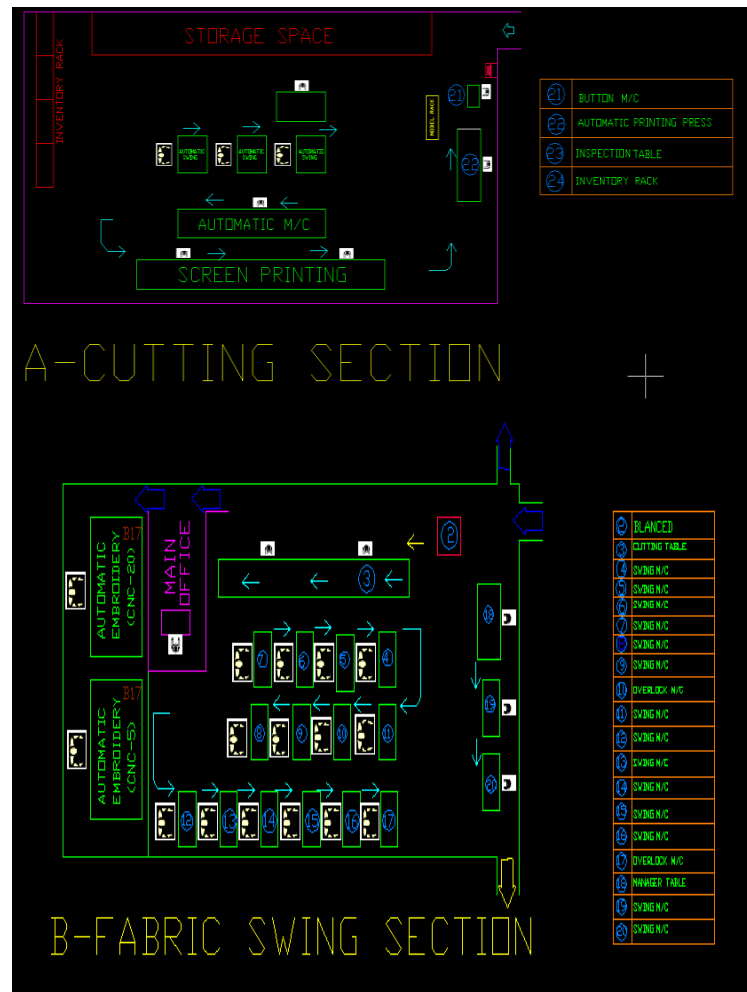 STORAGE SPACE
INVENTORY RACK
21
MODEL RACK
22
AUTOMATIC SWING
AUTOMATIC SWING
AUTOMATIC SWING
AUTOMATIC M/C
SCREEN PRINTING
21 BUTTON M/C
22 AUTOMATIC PRINTING PRESS
23 INSPECTION TABLE
24 INVENTORY RACK
A-CUTTING SECTION
B17
AUTOMATIC
EMBROIDERY
(CNC-20)
MAIN
OFFICE
2
3
18
7 6 5 4
B17
AUTOMATIC
EMBROIDERY
(CNC-5)
19
8 9 10 11
20
12 13 14 15 16 17
2 BLANCED
3 CUTTING TABLE
4 SWING M/C
5 SWING M/C
6 SWING M/C
7 SWING M/C
SWING M/C
9 SWING M/C
10 OVERLOCK M/C
11 SWING M/C
12 SWING M/C
13 SWING M/C
14 SWING M/C
15 SWING M/C
16 SWING M/C
17 OVERLOCK M/C
18 MANAGER TABLE
19 SWING M/C
20 SWING M/C
B-FABRIC SWING SECTION